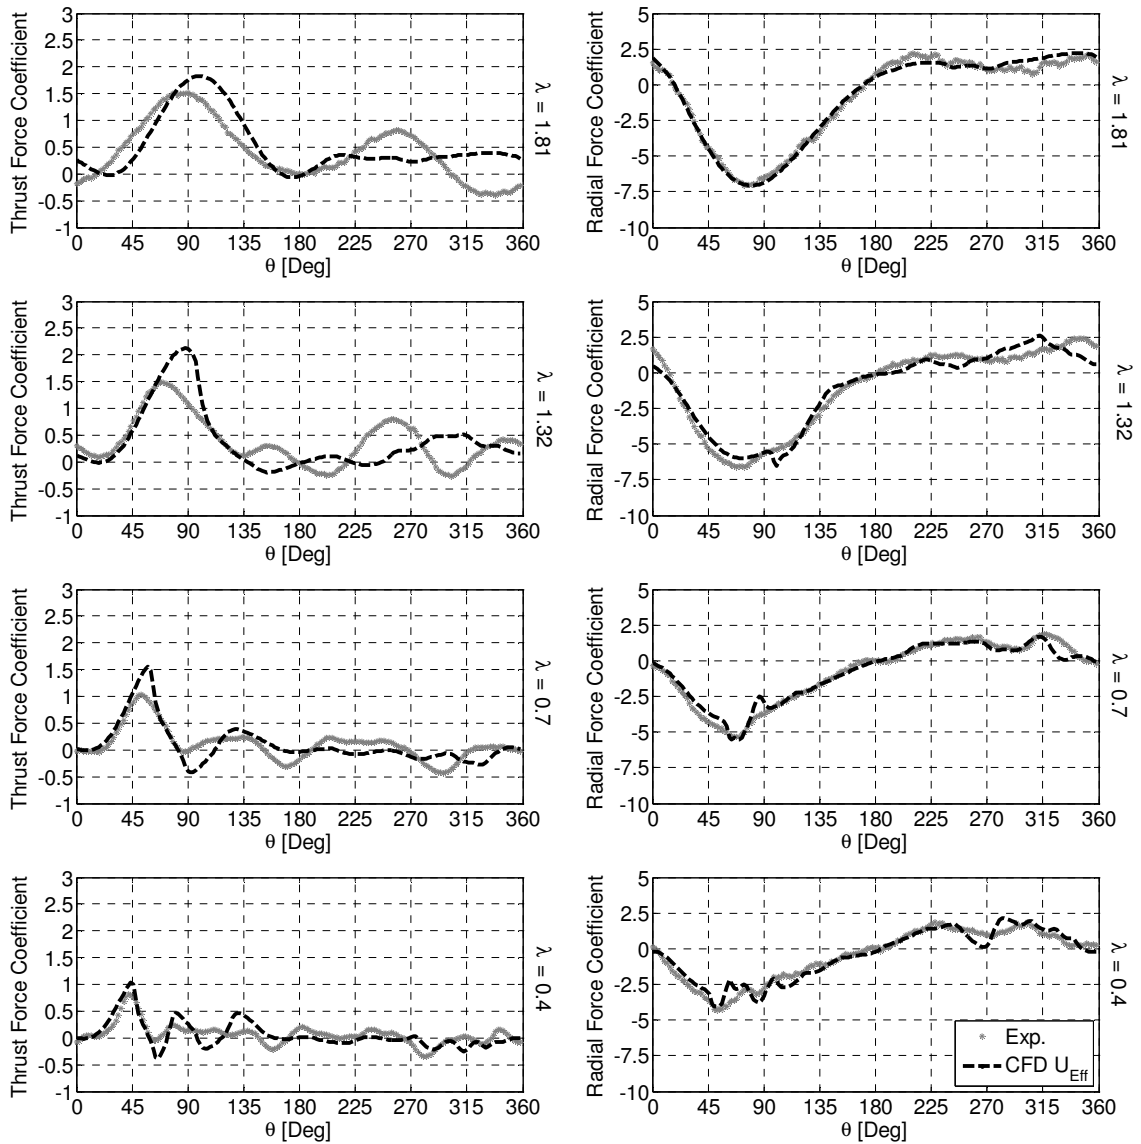 3
2.5
2
1.5
1
0.5
0
-0.5
-1
Thrust Force Coefficient
0 45 90 135 180 225 270 315 360
θ [Deg]
λ = 1.81
5
2.5
0
-2.5
-5
-7.5
-10
Radial Force Coefficient
0 45 90 135 180 225 270 315 360
θ [Deg]
λ = 1.81
3
2.5
2
1.5
1
0.5
0
-0.5
-1
Thrust Force Coefficient
0 45 90 135 180 225 270 315 360
θ [Deg]
λ = 1.32
5
2.5
0
-2.5
-5
-7.5
-10
Radial Force Coefficient
0 45 90 135 180 225 270 315 360
θ [Deg]
λ = 1.32
3
2.5
2
1.5
1
0.5
0
-0.5
-1
Thrust Force Coefficient
0 45 90 135 180 225 270 315 360
θ [Deg]
λ = 0.7
5
2.5
0
-2.5
-5
-7.5
-10
Radial Force Coefficient
0 45 90 135 180 225 270 315 360
θ [Deg]
λ = 0.7
3
2.5
2
1.5
1
0.5
0
-0.5
-1
Thrust Force Coefficient
0 45 90 135 180 225 270 315 360
θ [Deg]
λ = 0.4
5
2.5
0
-2.5
-5
-7.5
-10
Radial Force Coefficient
0 45 90 135 180 225 270 315 360
θ [Deg]
λ = 0.4
Exp.
CFD U_Eff